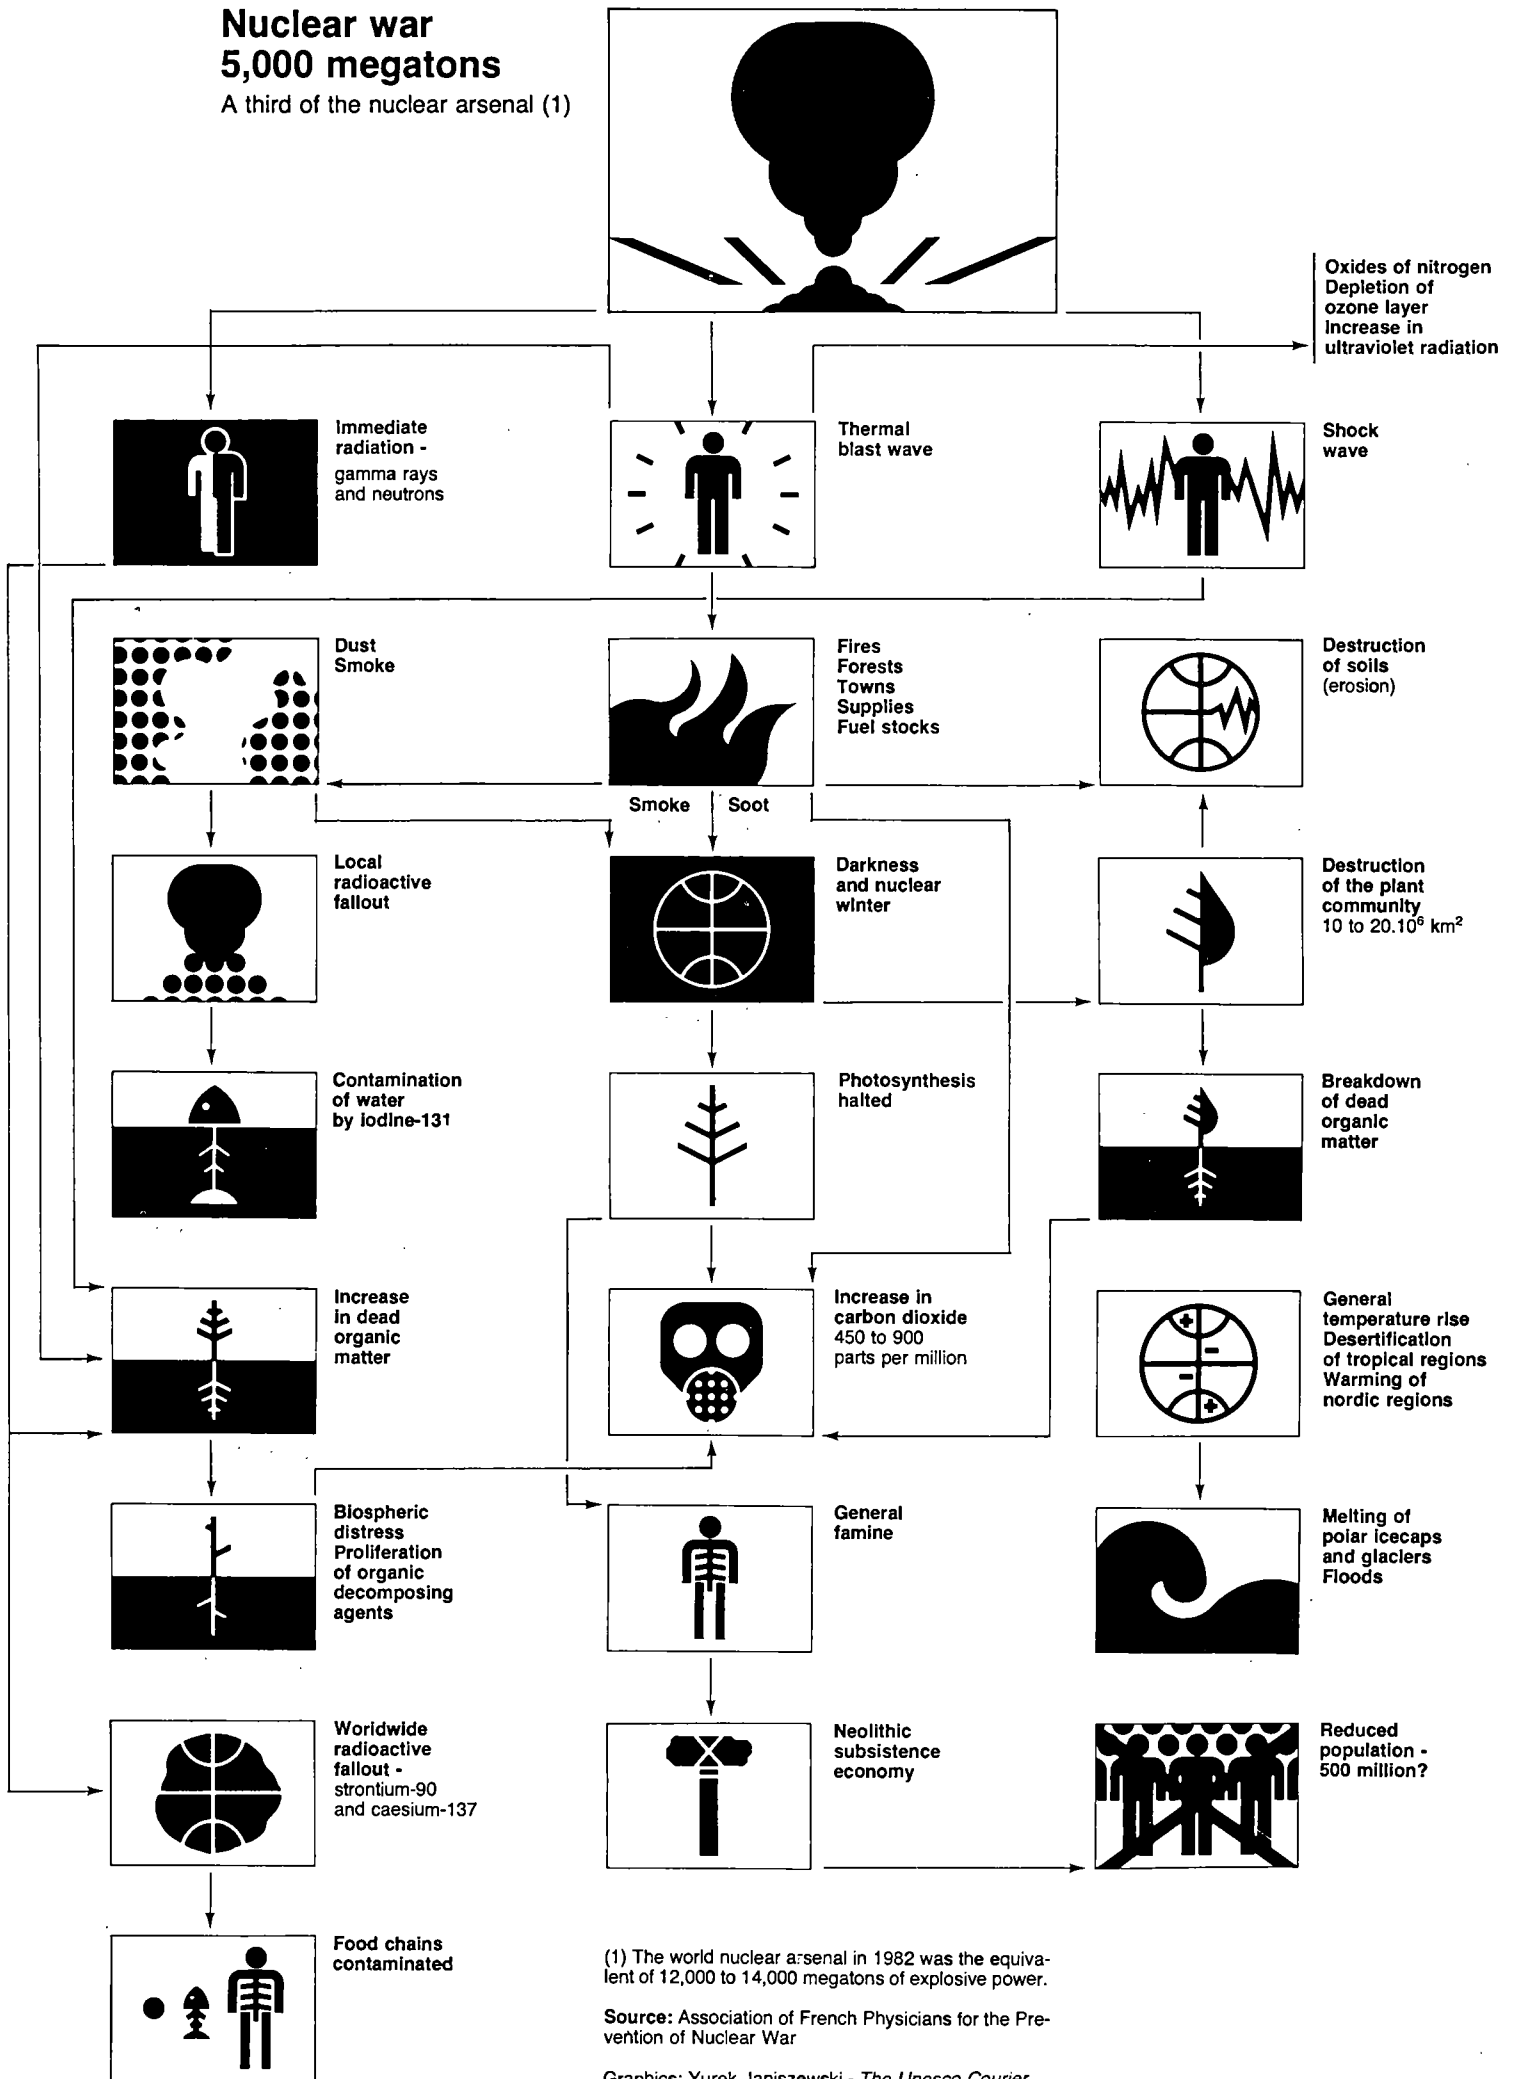 Nuclear war
5,000 megatons
A third of the nuclear arsenal (1)
Oxides of nitrogen
Depletion of
ozone layer
Increase in
ultraviolet radiation
Immediate
radiation -
gamma rays
and neutrons
Thermal
blast wave
Shock
wave
Dust
Smoke
Fires
Forests
Towns
Supplies
Fuel stocks
Destruction
of soils
(erosion)
Smoke
Soot
Local
radioactive
fallout
Darkness
and nuclear
winter
Destruction
of the plant
community
10 to 20.10⁶ km²
Contamination
of water
by iodine-131
Photosynthesis
halted
Breakdown
of dead
organic
matter
Increase
in dead
organic
matter
Increase in
carbon dioxide
450 to 900
parts per million
General
temperature rise
Desertification
of tropical regions
Warming of
nordic regions
Biospheric
distress
Proliferation
of organic
decomposing
agents
General
famine
Melting of
polar icecaps
and glaciers
Floods
Worldwide
radioactive
fallout -
strontium-90
and caesium-137
Neolithic
subsistence
economy
Reduced
population -
500 million?
Food chains
contaminated
(1) The world nuclear arsenal in 1982 was the equiva-
lent of 12,000 to 14,000 megatons of explosive power.
Source: Association of French Physicians for the Pre-
vention of Nuclear War
Graphics: Yurek Janiszewski - The Unesco Courier